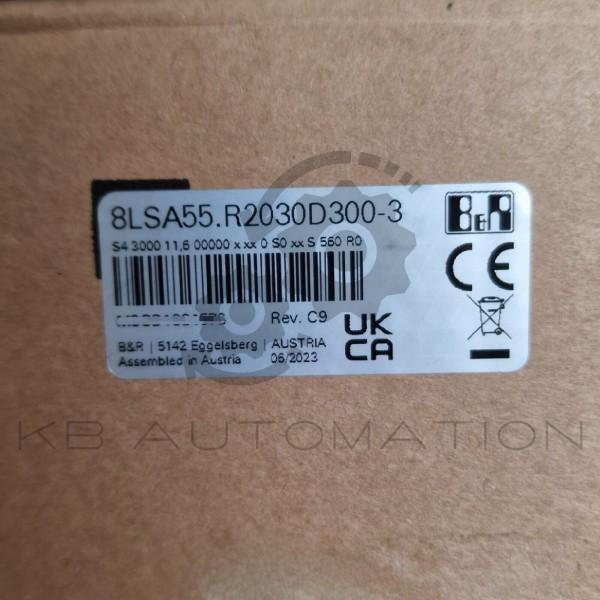 8LSA55.R2030D300-3
S4 3000 11,6 00000 x xx 0 S0 xx S 560 R0
Rev. C9
B&R | 5142 Eggelsberg | AUSTRIA
Assembled in Austria 06/2023
B&R
CE
UK
CA
KB AUTOMATION